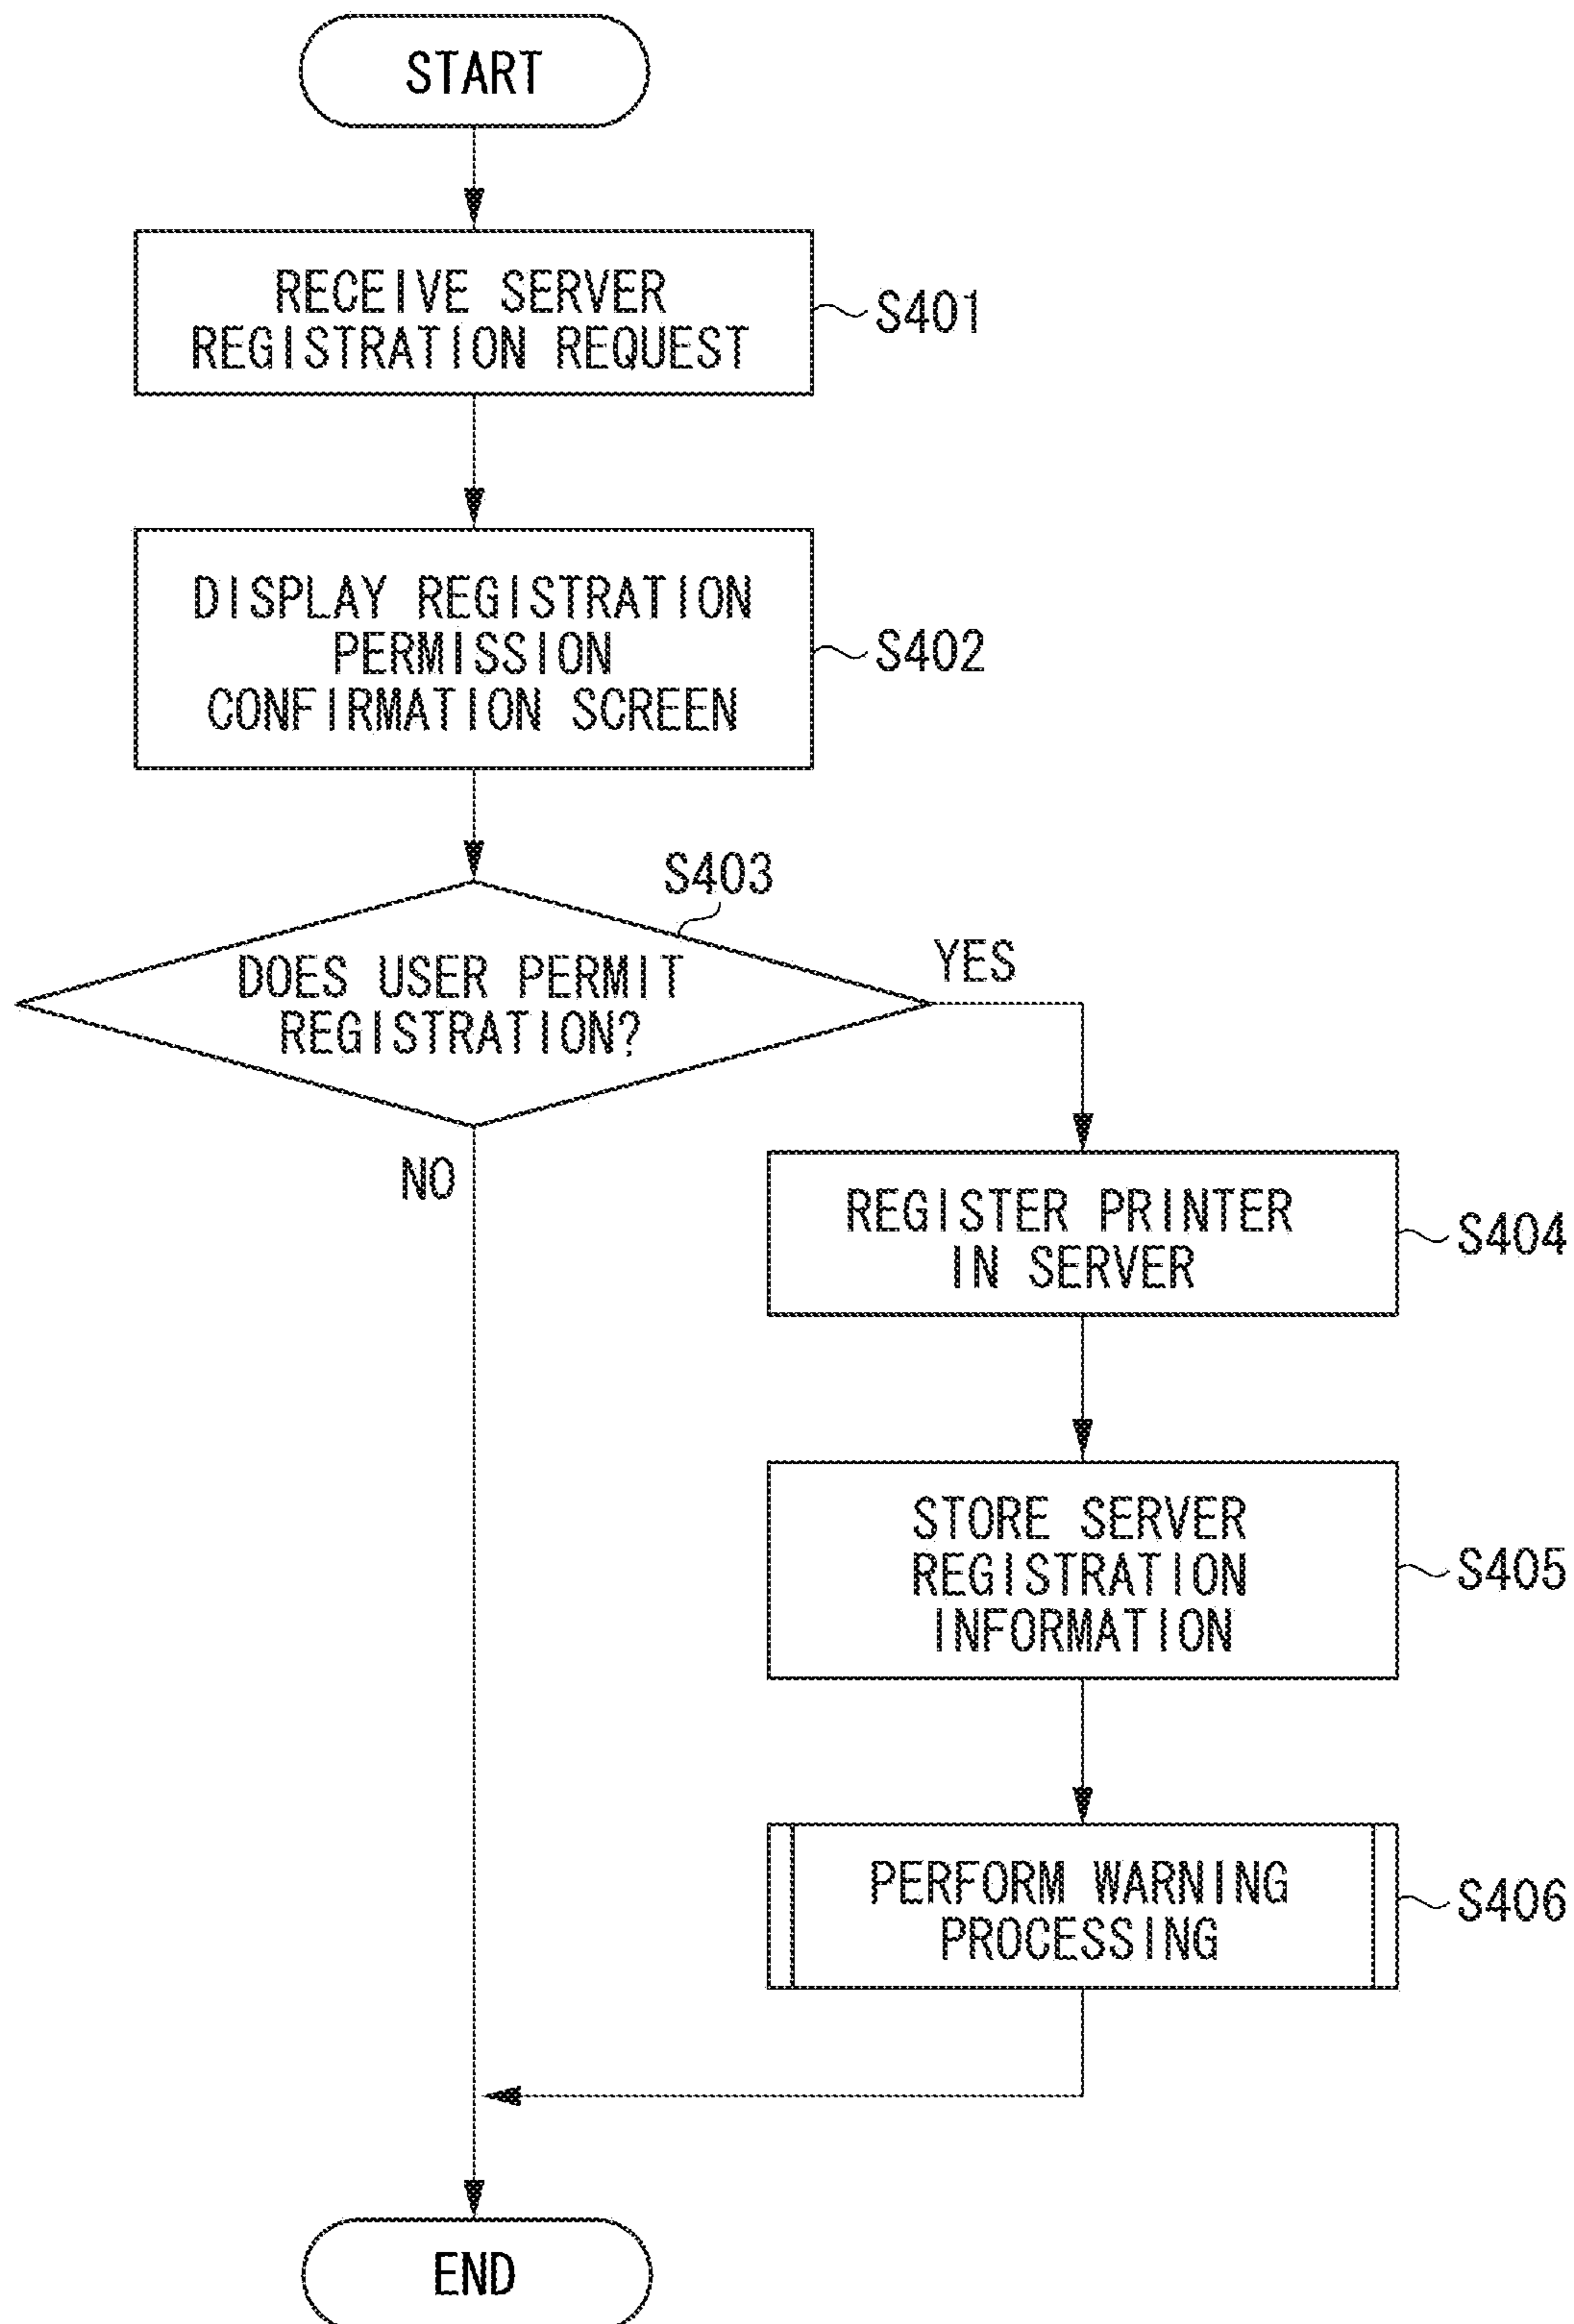 START
RECEIVE SERVER
REGISTRATION REQUEST
S401
DISPLAY REGISTRATION
PERMISSION
CONFIRMATION SCREEN
S402
S403
DOES USER PERMIT
REGISTRATION?
YES
NO
REGISTER PRINTER
IN SERVER
S404
STORE SERVER
REGISTRATION
INFORMATION
S405
PERFORM WARNING
PROCESSING
S406
END